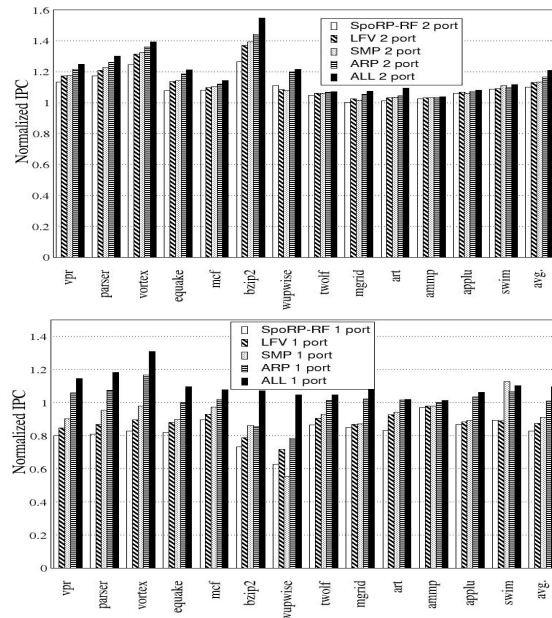 1.6
1.4
1.2
1
0.8
0.6
0.4
0.2
0
Normalized IPC
SpoRP-RF 2 port
LFV 2 port
SMP 2 port
ARP 2 port
ALL 2 port
vpr
parser
vortex
equake
mcf
bzip2
wupwise
twolf
mgrid
art
ammp
applu
swim
avg.
1.4
1.2
1
0.8
0.6
0.4
0.2
0
Normalized IPC
SpoRP-RF 1 port
LFV 1 port
SMP 1 port
ARP 1 port
ALL 1 port
vpr
parser
vortex
equake
mcf
bzip2
wupwise
twolf
mgrid
art
ammp
applu
swim
avg.